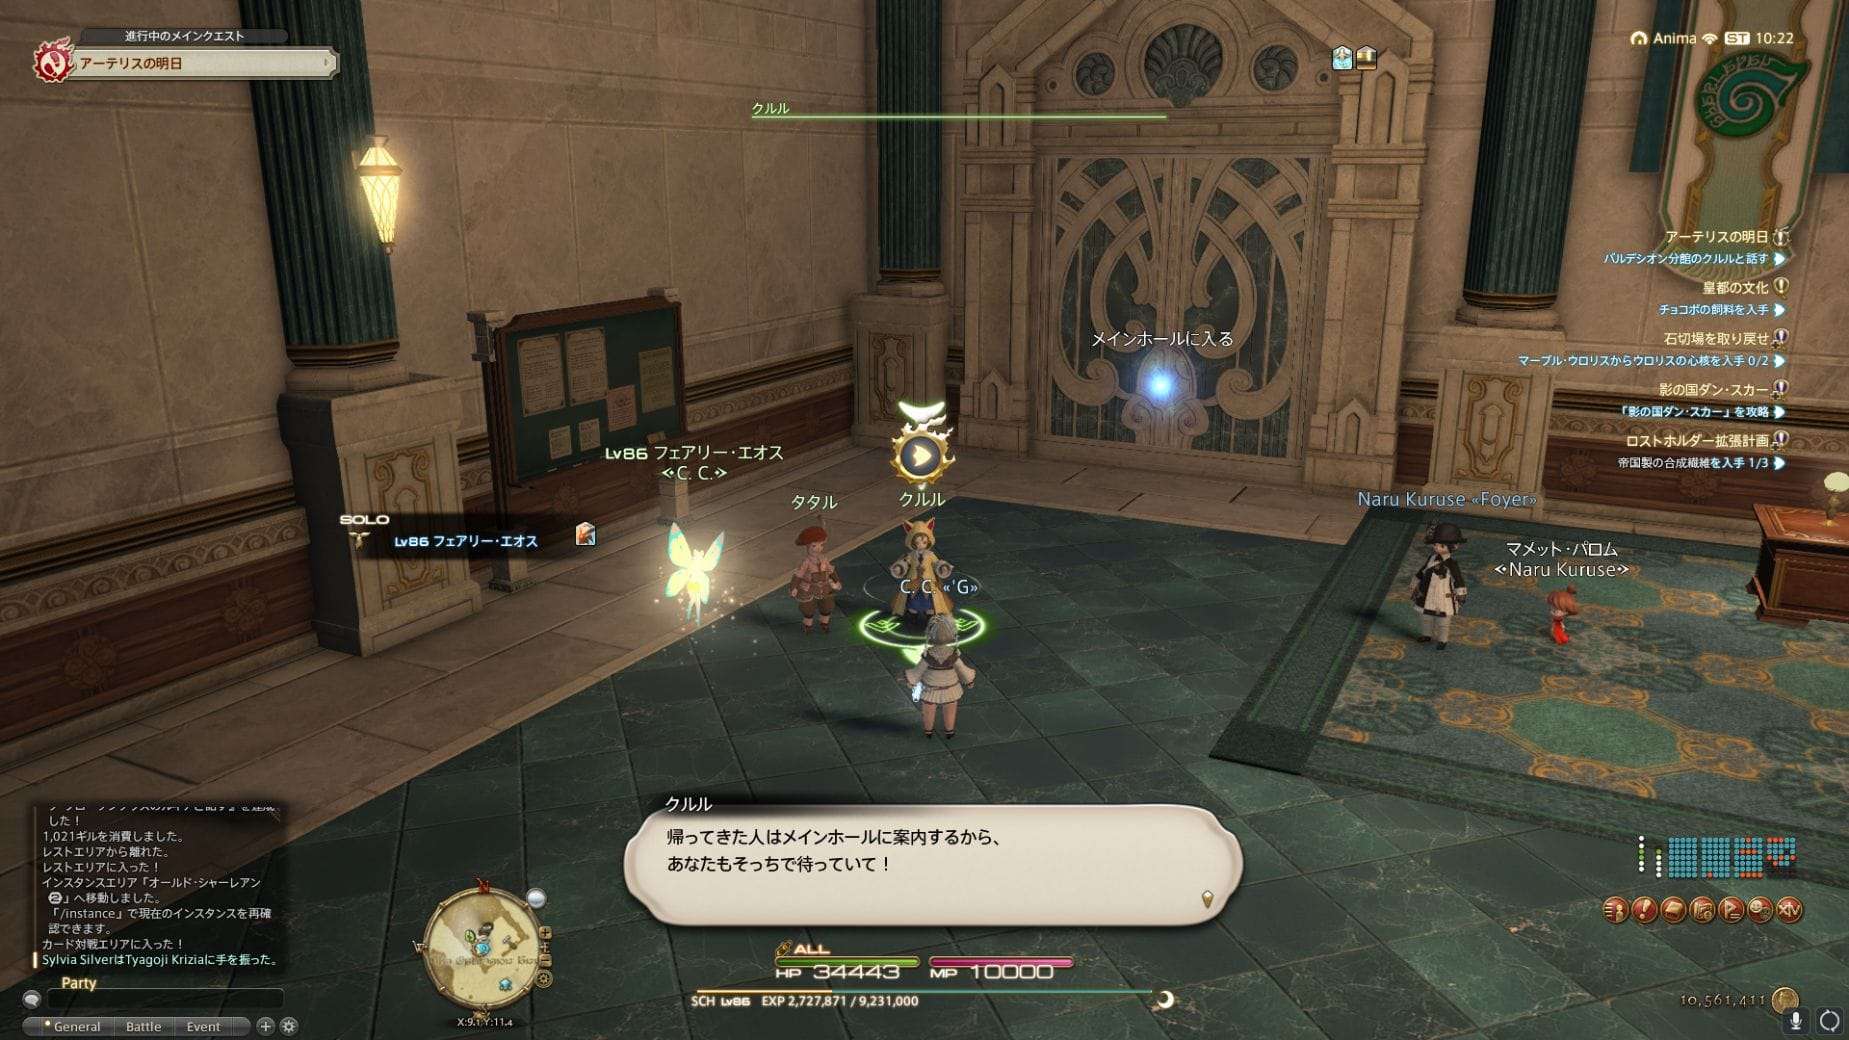 進行中のメインクエスト
アーテリスの明日
クルル
Anima ST 10:22
アーテリスの明日
バルデシオン分館のクルルと話す
皇都の文化
チョコボの飼料を入手
石切場を取り戻せ
マーブル・ウロリスからウロリスの心核を入手 0/2
影の国ダン・スカー
「影の国ダン・スカー」を攻略
ロストホルダー拡張計画
帝国製の合成繊維を入手 1/3
メインホールに入る
Lv86 フェアリー・エオス
<C. C.>
タタル
クルル
SOLO
Lv86 フェアリー・エオス
C. C. «'G»
Naru Kuruse «Foyer»
マメット・パロム
<Naru Kuruse>
クルル
帰ってきた人はメインホールに案内するから、
あなたもそっちで待っていて！
した！
1,021ギルを消費しました。
レストエリアから離れた。
レストエリアに入った！
インスタンスエリア「オールド・シャーレアン
2」へ移動しました。
「/instance」で現在のインスタンスを再確
認できます。
カード対戦エリアに入った！
Sylvia SilverはTyagoji Kriziaに手を振った。
Party
General Battle Event
N
W
X:9.1 Y:11.4
ALL
HP 34443 MP 10000
SCH Lv86 EXP 2,727,871 / 9,231,000
XIV
10,561,411